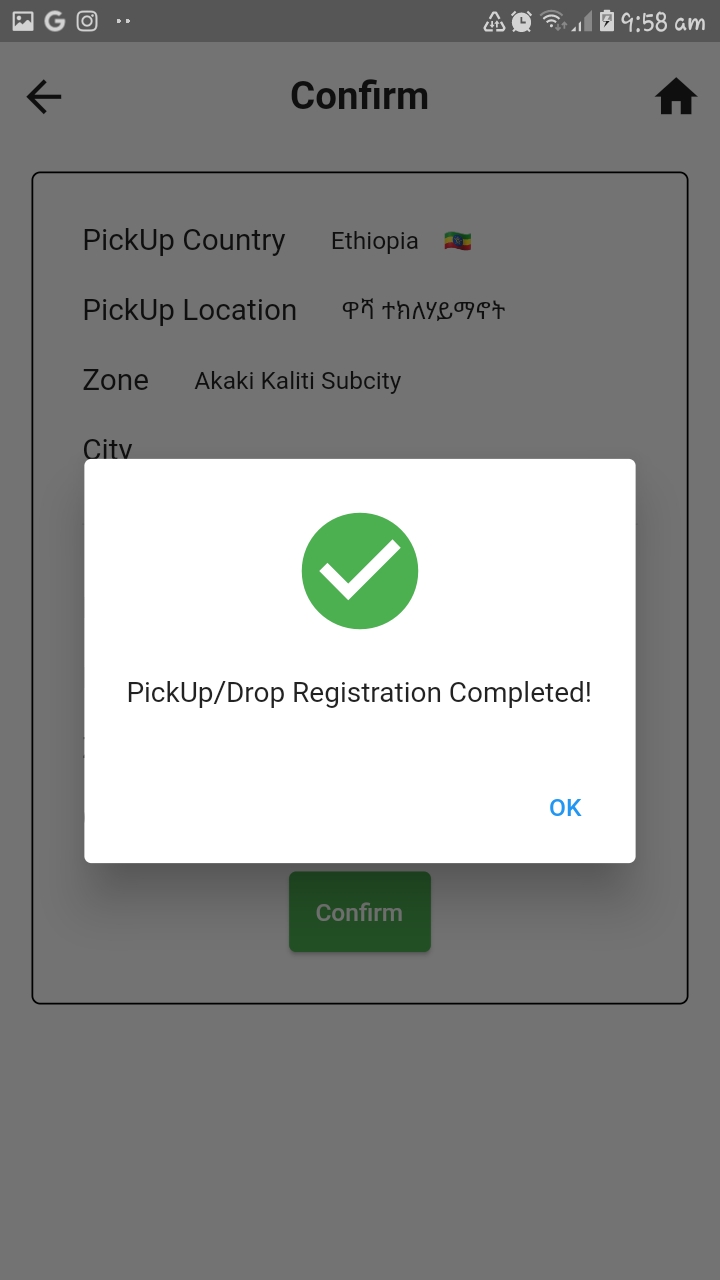 9:58 am
Confirm
PickUp Country Ethiopia
PickUp Location ዋሻ ተክለሃይማኖት
Zone Akaki Kaliti Subcity
City
PickUp/Drop Registration Completed!
OK
Confirm